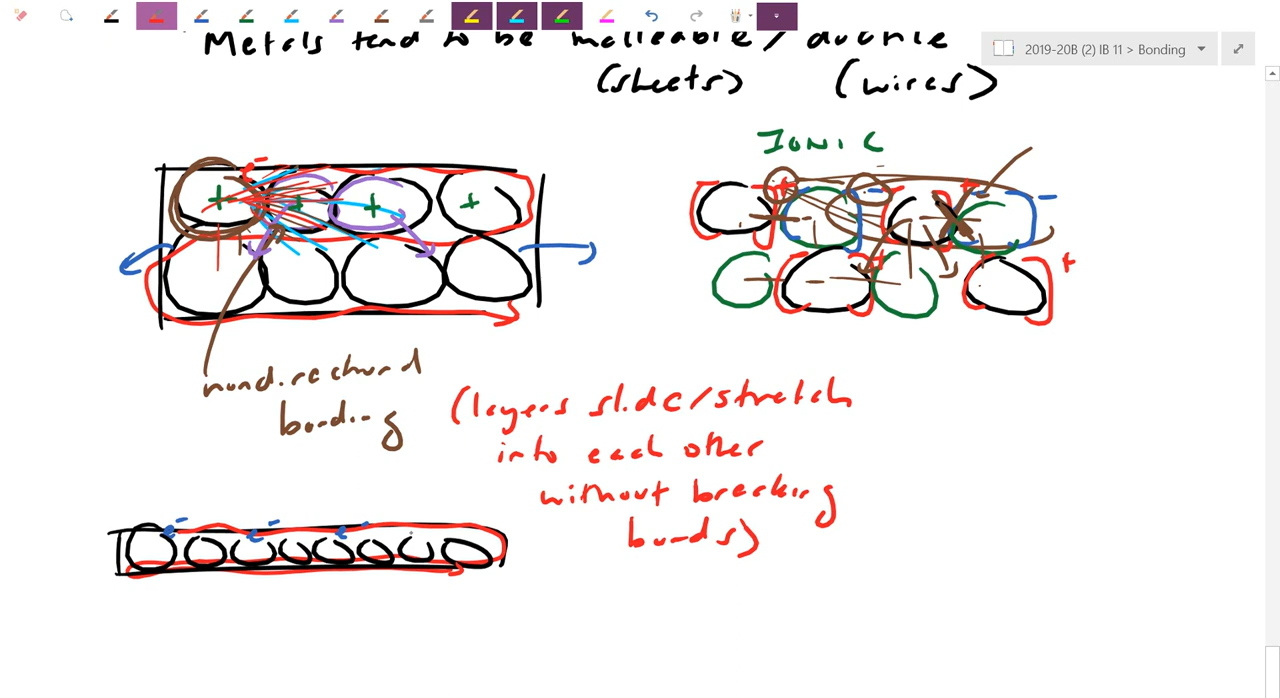 2019-20B (2) IB 11 > Bonding
Metals tend to be malleable/ductile
(sheets) (wires)
IONIC
e-
+ + + +
+ - + -
+ +
nondirectional
bonding
(layers slide/stretch
into each other
without breaking
bonds)
e- e- e-